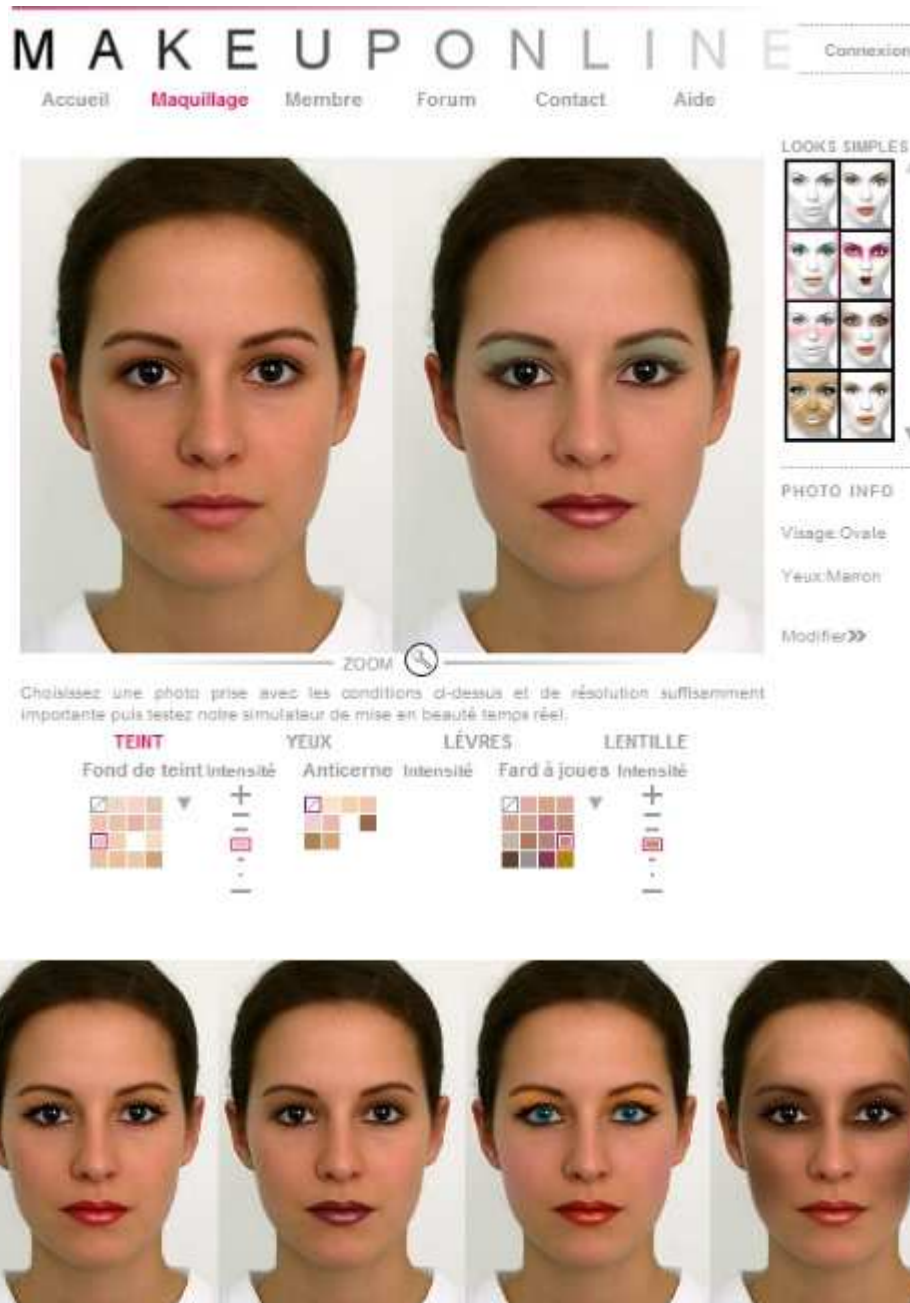 MAKEUPONLINE
Connexion
Accueil Maquillage Membre Forum Contact Aide
LOOKS SIMPLES
PHOTO INFO
Visage:Ovale
Yeux:Marron
Modifier>>
ZOOM
Choisissez une photo prise avec les conditions ci-dessus et de résolution suffisemment
importante puis testez notre simulateur de mise en beauté temps réel.
TEINT YEUX LÈVRES LENTILLE
Fond de teint Intensité Anticerne Intensité Fard à joues Intensité